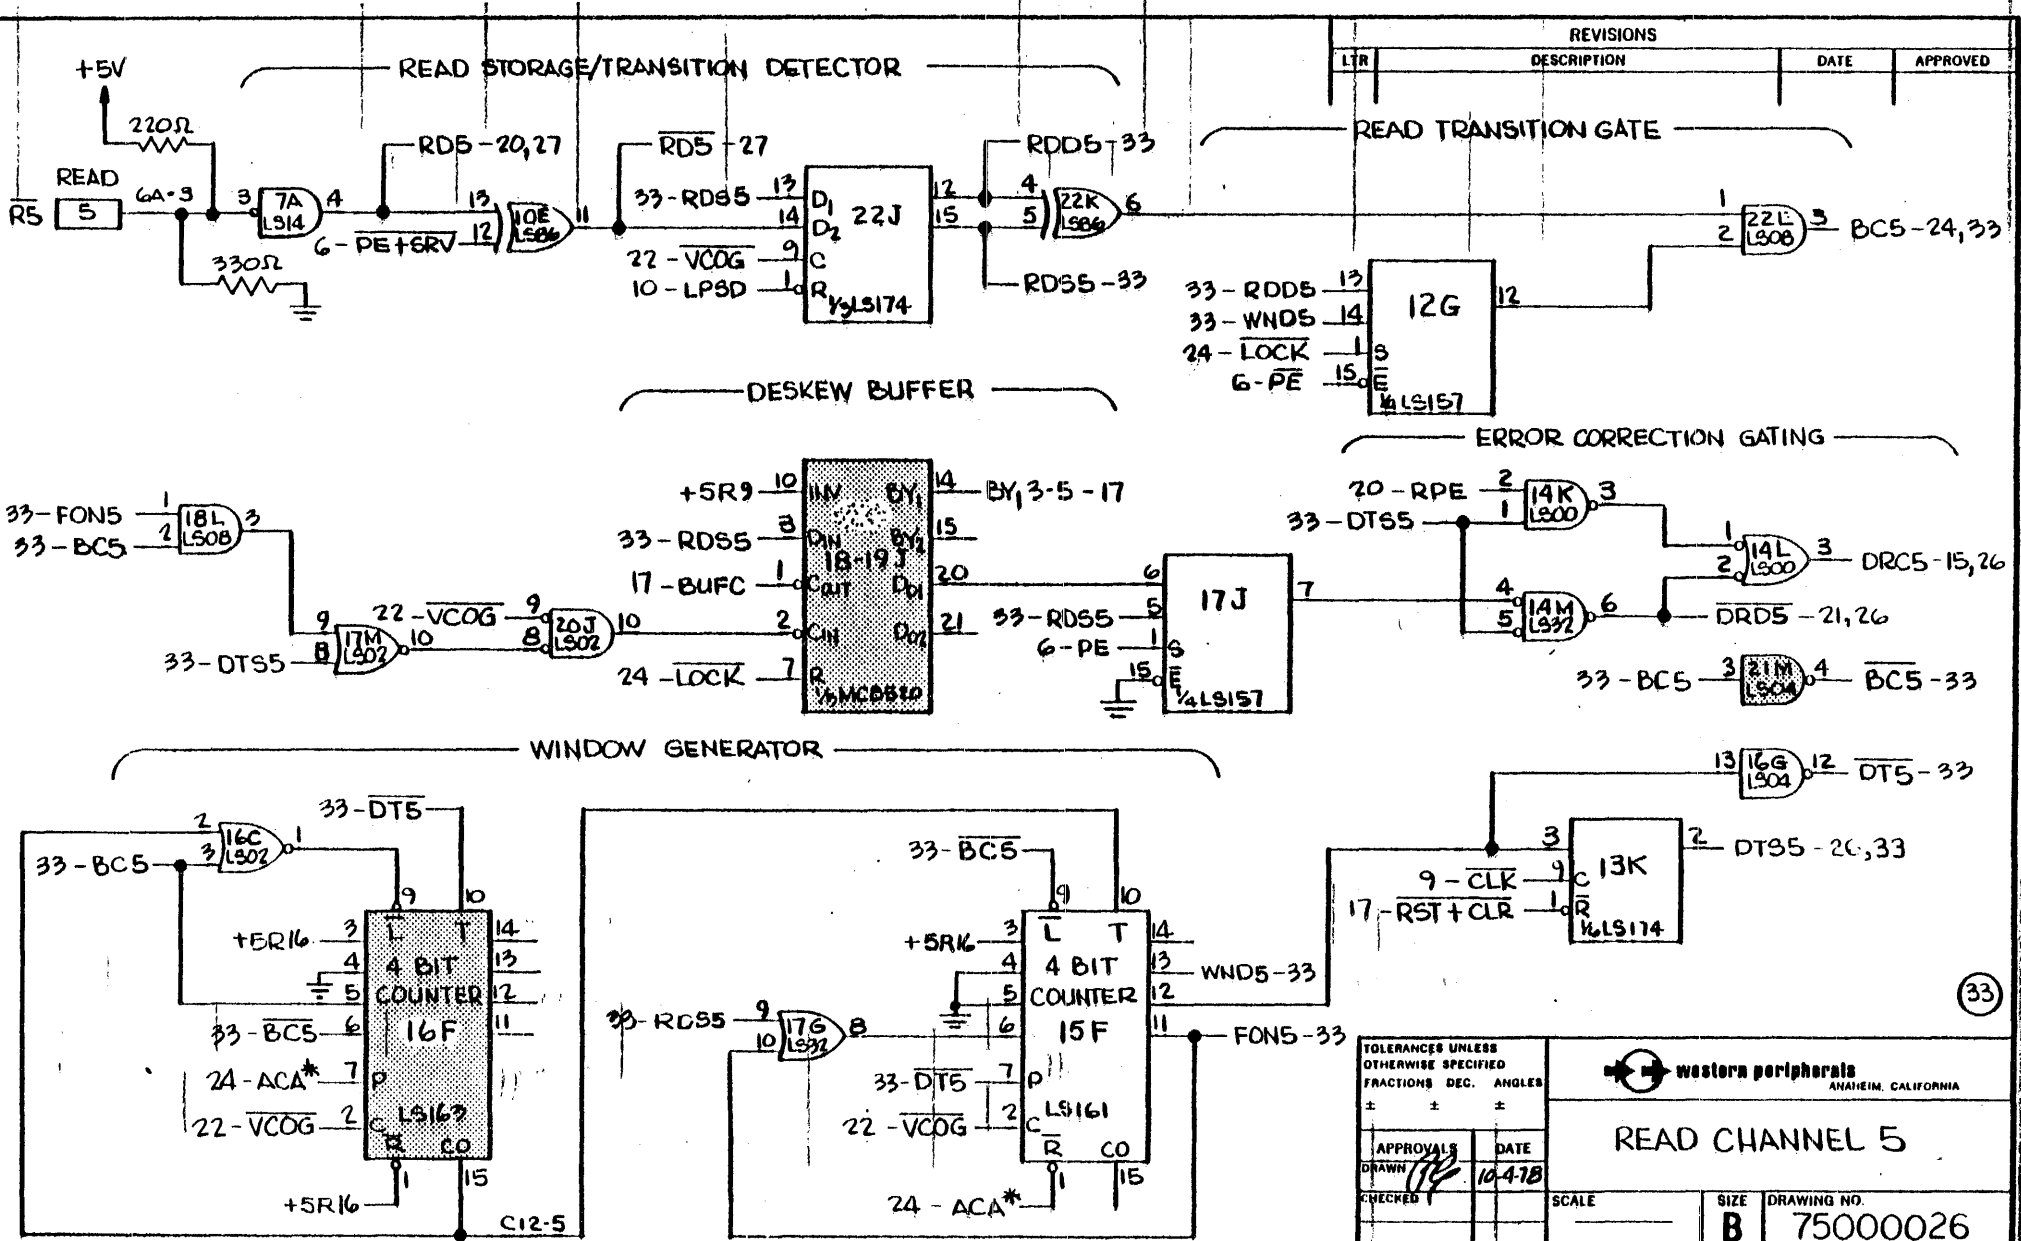 REVISIONS
LTR DESCRIPTION DATE APPROVED
+5V
READ STORAGE/TRANSITION DETECTOR
READ TRANSITION GATE
220Ω
RD5-20,27
RD5-27
RDD5-33
READ
R5 5 6A-9 3 7A LS14 4
13 12 10E LS86 11
6-PE+SRV
330Ω
33-RDS5 13 D1
14 D2
22-VCOG 9 C
10-LPSD 1 R
22J
1/3LS174
12
15
4 5 22K LS86 6
RDS5-33
1 2 22L LS08 3 BC5-24,33
33-RDD5 13
33-WND5 14
24-LOCK 1 S
6-PE 15 E
12G 12
1/4LS157
DESKEW BUFFER
ERROR CORRECTION GATING
33-FON5 1
33-BC5 2
18L LS08 3
9
33-DTS5 8
17M LS02 10
22-VCOG 9
8 20J LS02 10
+5R9 10 INV
33-RDS5 8 DIN
17-BUFC 1 COUT
2 CIN
24-LOCK 7 R
18-19J
BY1 14 BY1 3-5-17
BY2 15
DO1 20
DO2 21
1/3MC8520
6
33-RDS5 5
6-PE 1 S
15 E
17J 7
1/4LS157
20-RPE 2
33-DTS5 1
14K LS00 3
4 5 14M LS32 6
1 2 14L LS00 3 DRC5-15,26
DRD5-21,26
33-BC5 3 21M LS04 4 BC5-33
WINDOW GENERATOR
13 16G LS04 12 DT5-33
33-DT5
2
33-BC5 3
16C LS02 1
9 10
+5R16 3 L T 14
4 4 BIT 13
5 COUNTER 12
33-BC5 6 16F 11
24-ACA* 7 P
22-VCOG 2 C LS163
R CO
1 15
+5R16
C12-5
33-BC5
9 10
+5R16 3 L T 14
4 4 BIT 13 WND5-33
5 COUNTER 12
33-RDS5 9
10 17G LS32 8
6 15F 11 FON5-33
33-DT5 7 P
22-VCOG 2 C LS161
R CO
1 15
24-ACA*
3 13K 2 DTS5-26,33
9-CLK 9 C
17-RST+CLR 1 R
1/6LS174
33
TOLERANCES UNLESS
OTHERWISE SPECIFIED
FRACTIONS DEC. ANGLES
± ± ±
western peripherals
ANAHEIM, CALIFORNIA
READ CHANNEL 5
APPROVALS DATE
DRAWN 10-4-78
CHECKED
SCALE
SIZE
B
DRAWING NO.
75000026